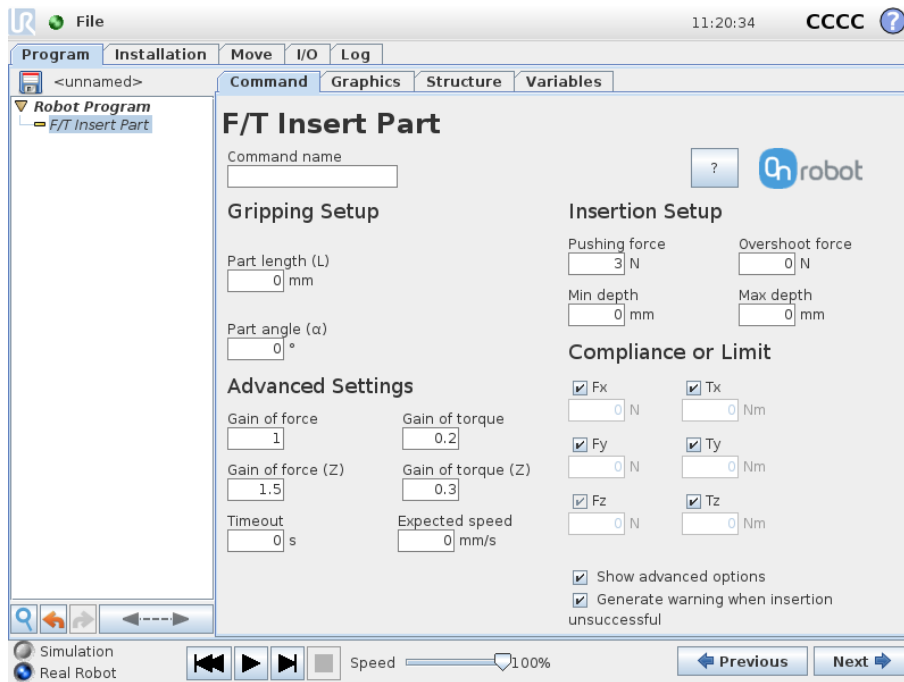 UR File 11:20:34 CCCC ?
Program Installation Move I/O Log
<unnamed> Command Graphics Structure Variables
Robot Program
F/T Insert Part
F/T Insert Part
Command name
? On robot
Gripping Setup Insertion Setup
Pushing force Overshoot force
3 N 0 N
Part length (L)
0 mm
Min depth Max depth
0 mm 0 mm
Part angle (α)
0 °
Compliance or Limit
Advanced Settings
Fx Tx
0 N 0 Nm
Gain of force Gain of torque
1 0.2
Fy Ty
0 N 0 Nm
Gain of force (Z) Gain of torque (Z)
1.5 0.3
Fz Tz
0 N 0 Nm
Timeout Expected speed
0 s 0 mm/s
Show advanced options
Generate warning when insertion
unsuccessful
Simulation
Real Robot
Speed 100%
Previous Next